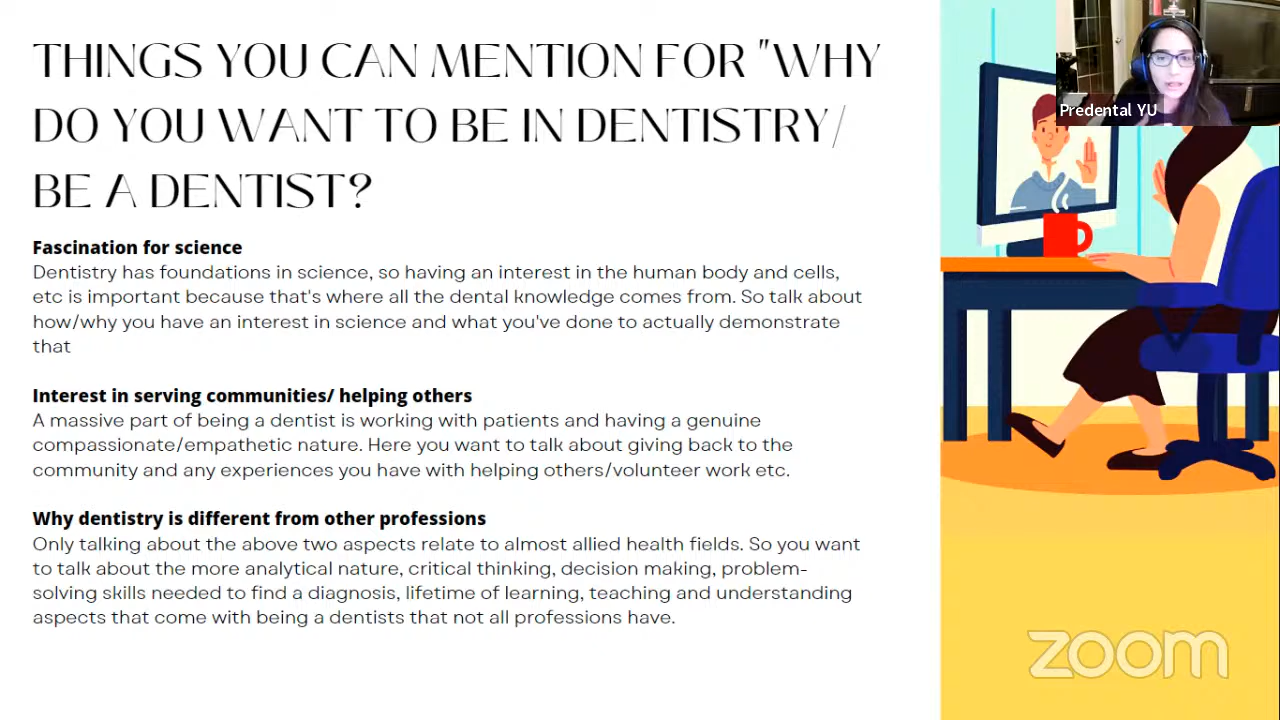 THINGS YOU CAN MENTION FOR "WHY
DO YOU WANT TO BE IN DENTISTRY/
BE A DENTIST?
Fascination for science
Dentistry has foundations in science, so having an interest in the human body and cells,
etc is important because that's where all the dental knowledge comes from. So talk about
how/why you have an interest in science and what you've done to actually demonstrate
that
Interest in serving communities/ helping others
A massive part of being a dentist is working with patients and having a genuine
compassionate/empathetic nature. Here you want to talk about giving back to the
community and any experiences you have with helping others/volunteer work etc.
Why dentistry is different from other professions
Only talking about the above two aspects relate to almost allied health fields. So you want
to talk about the more analytical nature, critical thinking, decision making, problem-
solving skills needed to find a diagnosis, lifetime of learning, teaching and understanding
aspects that come with being a dentists that not all professions have.
Predental YU
zoom